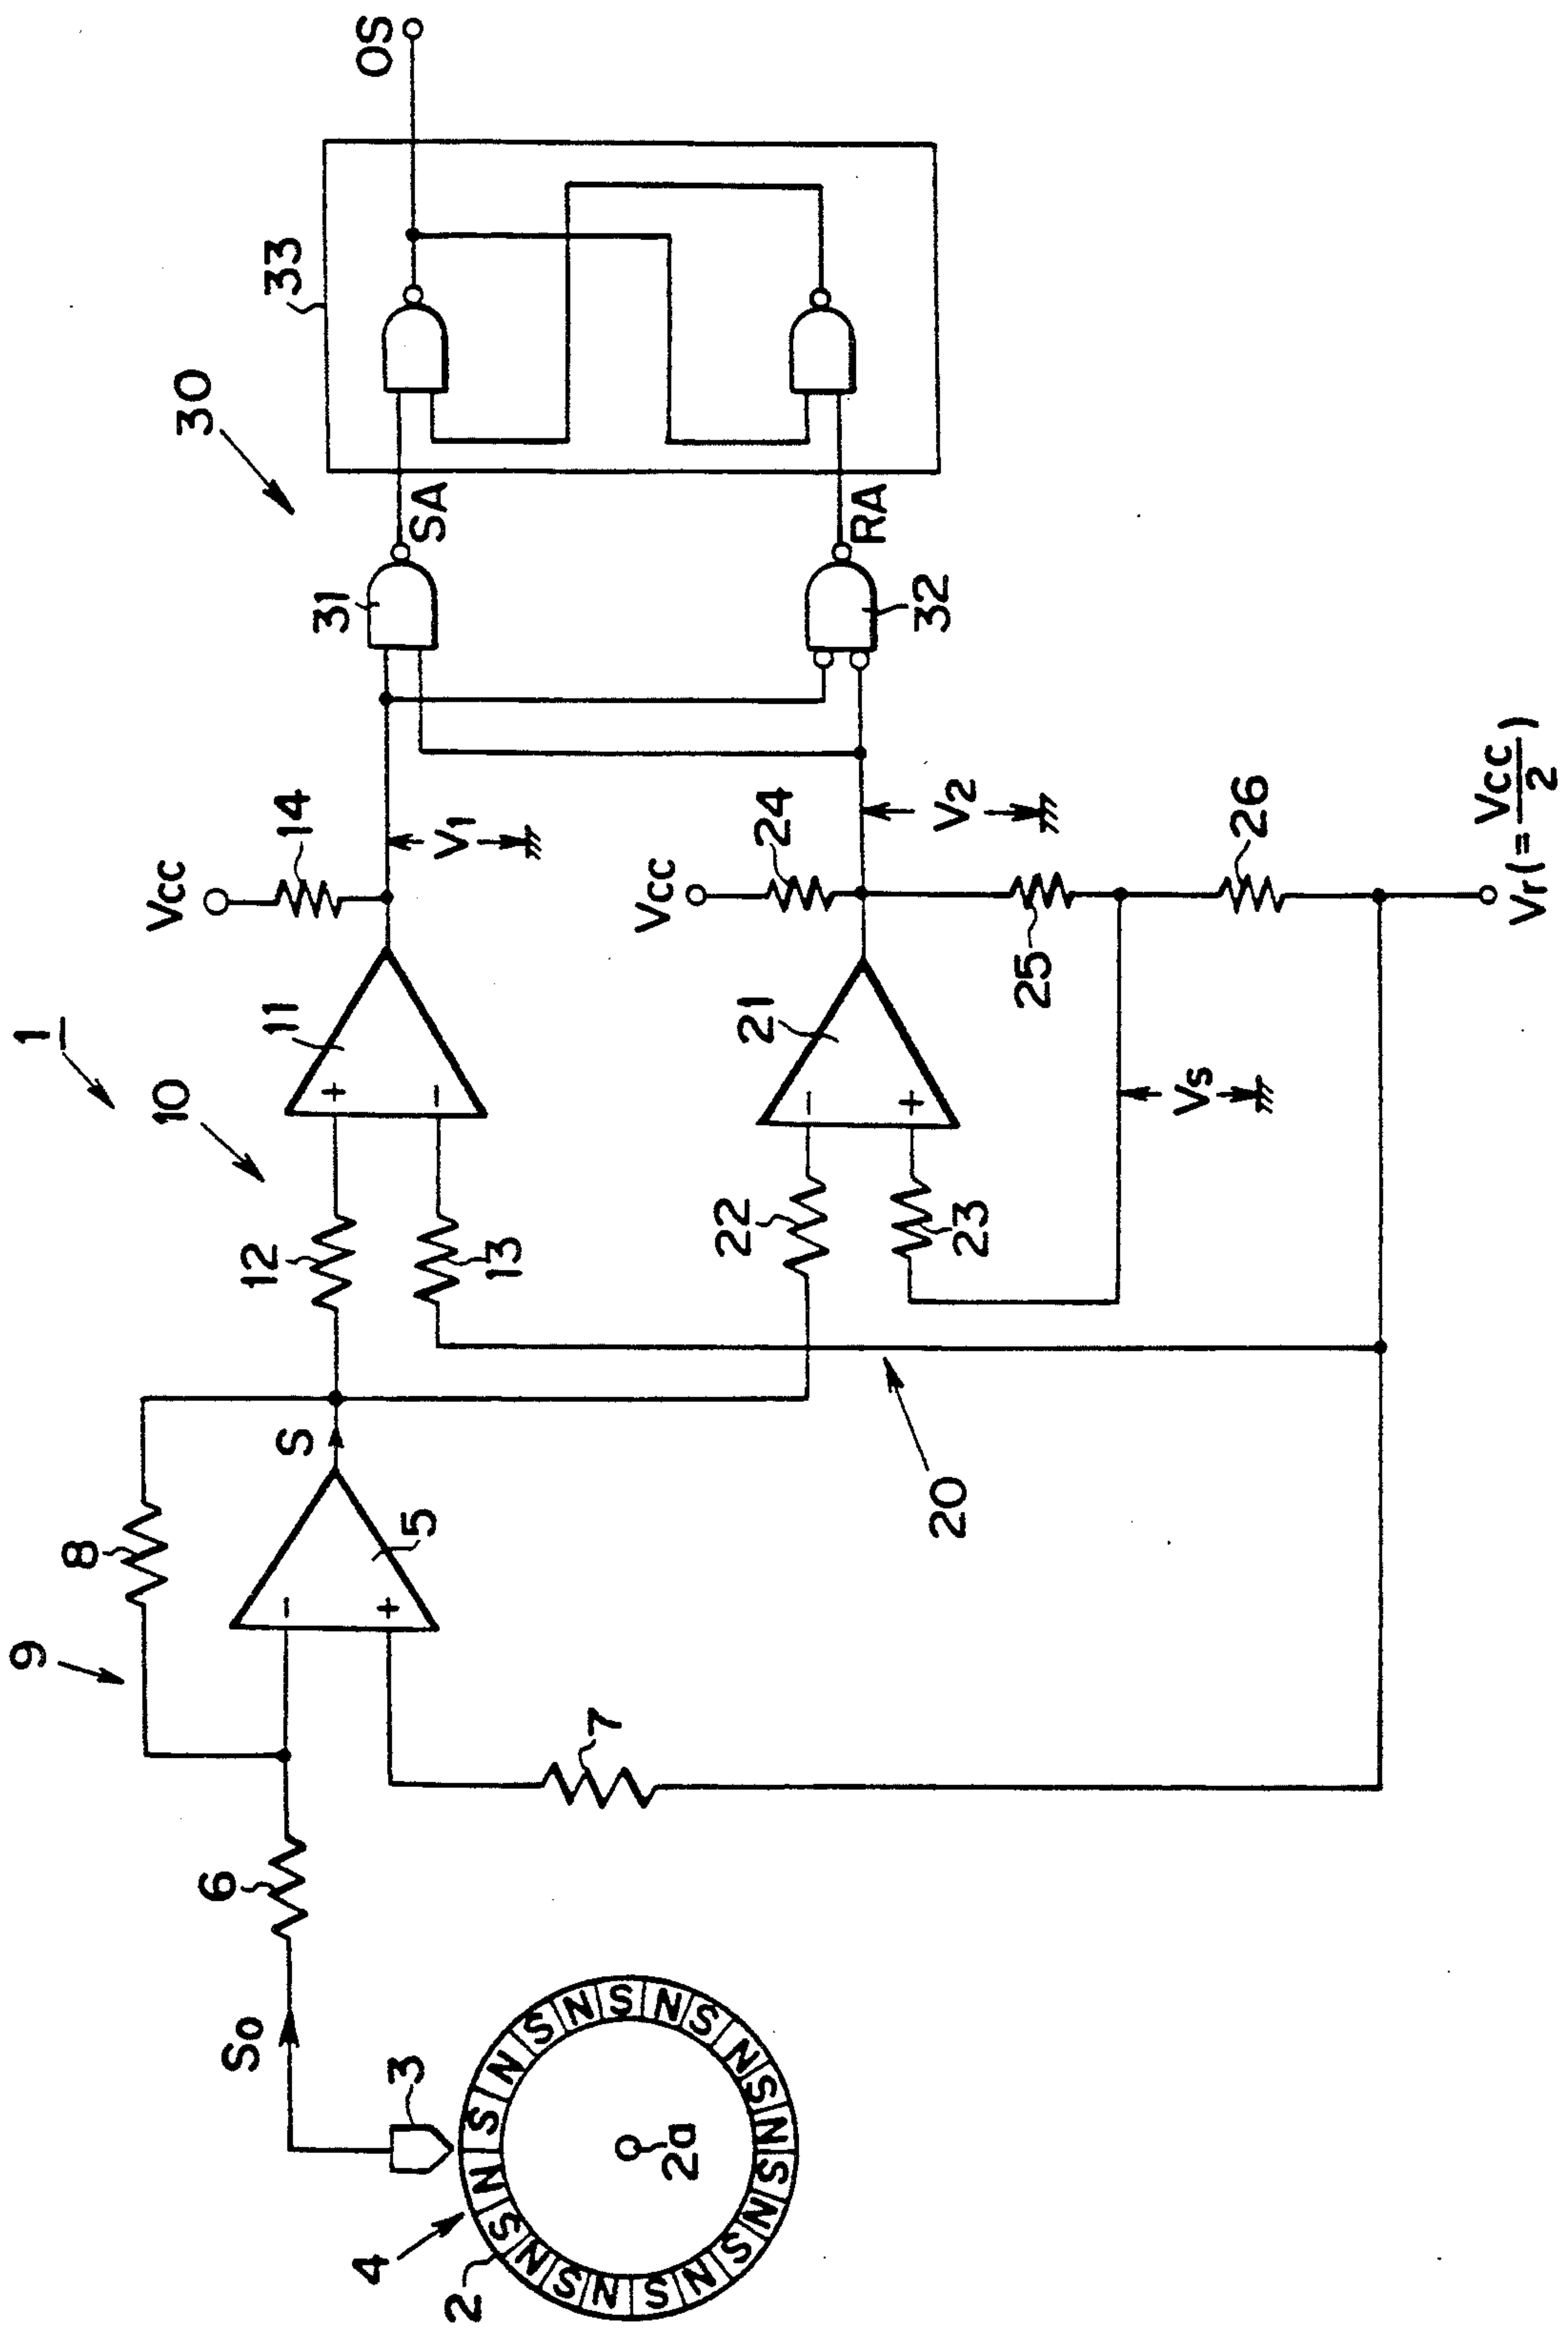 1
9
8
10
Vcc
14
30
33
OS
So
6
S
12
11
V1
31
SA
3
5
13
4
2
2a
7
22
21
Vcc
24
V2
32
RA
20
23
25
Vs
26
Vr(=Vcc/2)
+
-
-
+
-
+
S N S N S N S N S N S N S N S N S N S N